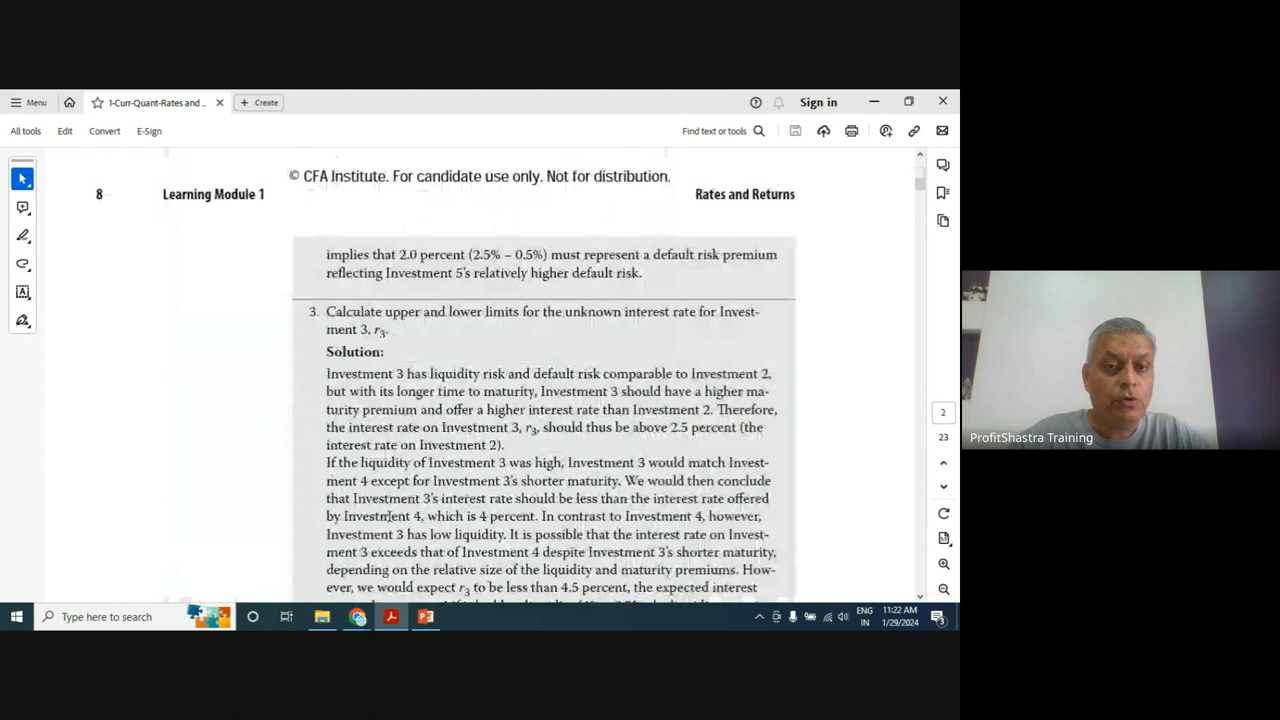 Menu
1-Curr-Quant-Rates and ...
Create
Sign in
All tools
Edit
Convert
E-Sign
Find text or tools
© CFA Institute. For candidate use only. Not for distribution.
8
Learning Module 1
Rates and Returns
implies that 2.0 percent (2.5% – 0.5%) must represent a default risk premium
reflecting Investment 5's relatively higher default risk.
3. Calculate upper and lower limits for the unknown interest rate for Invest-
ment 3, r3.
Solution:
Investment 3 has liquidity risk and default risk comparable to Investment 2,
but with its longer time to maturity, Investment 3 should have a higher ma-
turity premium and offer a higher interest rate than Investment 2. Therefore,
the interest rate on Investment 3, r3, should thus be above 2.5 percent (the
interest rate on Investment 2).
If the liquidity of Investment 3 was high, Investment 3 would match Invest-
ment 4 except for Investment 3's shorter maturity. We would then conclude
that Investment 3's interest rate should be less than the interest rate offered
by Investment 4, which is 4 percent. In contrast to Investment 4, however,
Investment 3 has low liquidity. It is possible that the interest rate on Invest-
ment 3 exceeds that of Investment 4 despite Investment 3's shorter maturity,
depending on the relative size of the liquidity and maturity premiums. How-
ever, we would expect r3 to be less than 4.5 percent, the expected interest
2
23
ProfitShastra Training
Type here to search
ENG
IN
11:22 AM
1/29/2024
3